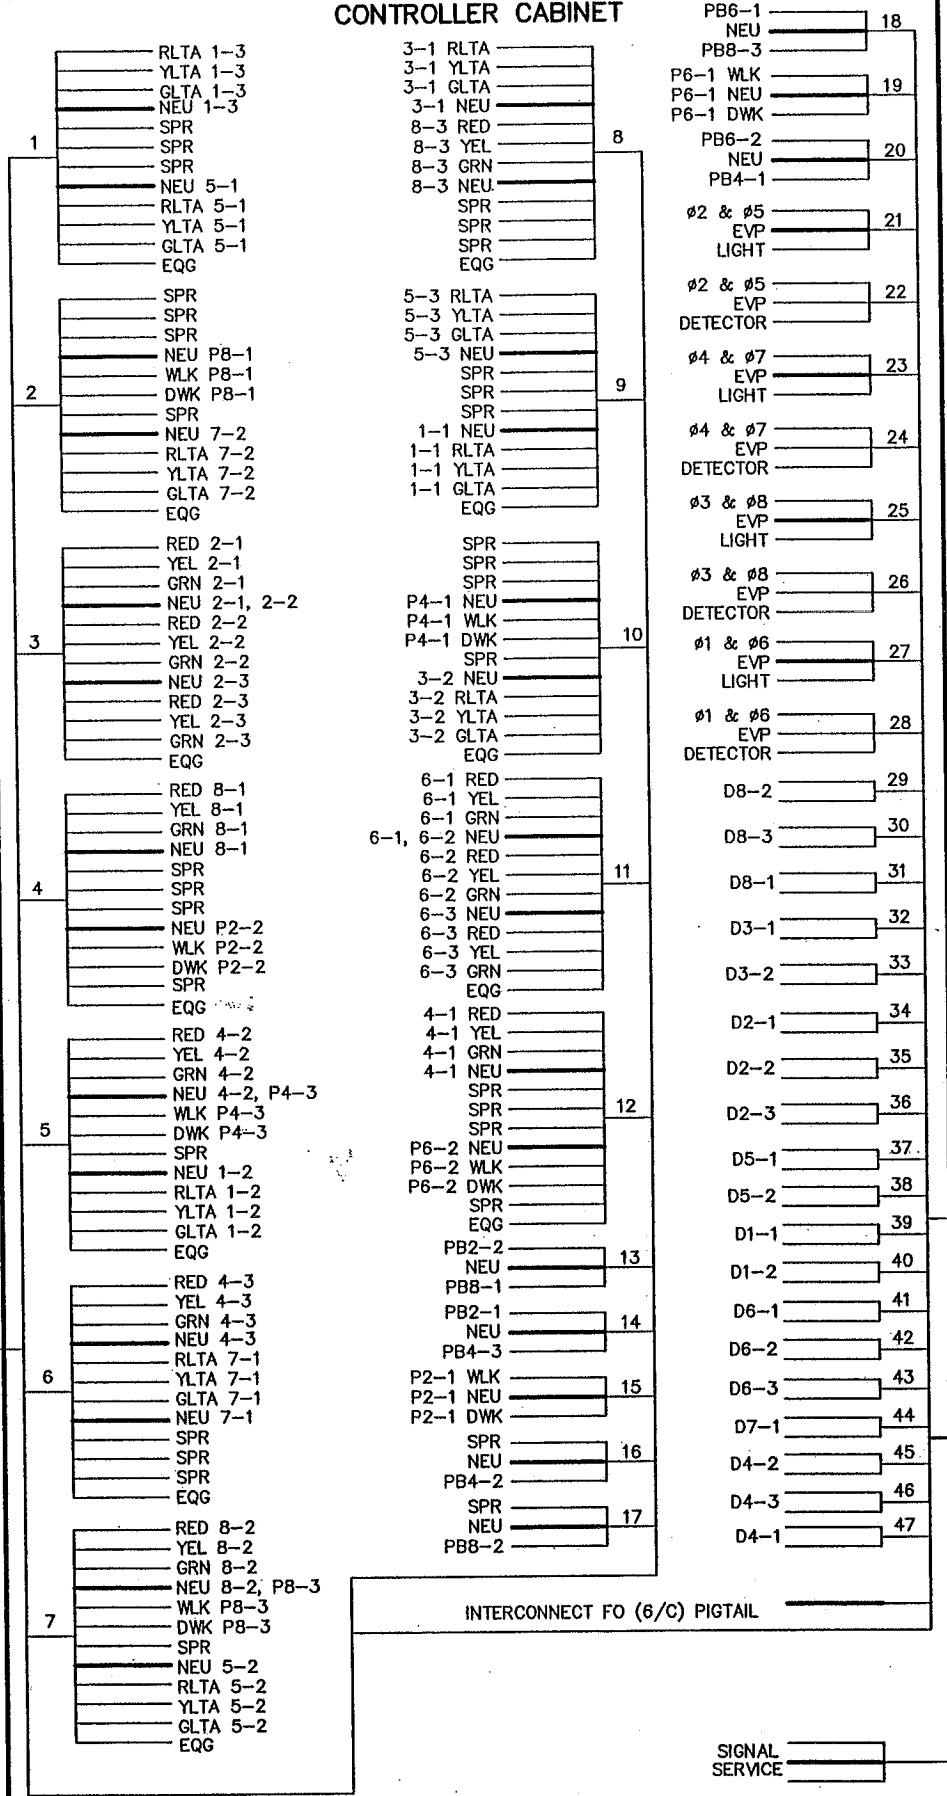 CONTROLLER CABINET
1
RLTA 1-3
YLTA 1-3
GLTA 1-3
NEU 1-3
SPR
SPR
SPR
NEU 5-1
RLTA 5-1
YLTA 5-1
GLTA 5-1
EQG
2
SPR
SPR
SPR
NEU P8-1
WLK P8-1
DWK P8-1
SPR
NEU 7-2
RLTA 7-2
YLTA 7-2
GLTA 7-2
EQG
3
RED 2-1
YEL 2-1
GRN 2-1
NEU 2-1, 2-2
RED 2-2
YEL 2-2
GRN 2-2
NEU 2-3
RED 2-3
YEL 2-3
GRN 2-3
EQG
4
RED 8-1
YEL 8-1
GRN 8-1
NEU 8-1
SPR
SPR
SPR
NEU P2-2
WLK P2-2
DWK P2-2
SPR
EQG
5
RED 4-2
YEL 4-2
GRN 4-2
NEU 4-2, P4-3
WLK P4-3
DWK P4-3
SPR
NEU 1-2
RLTA 1-2
YLTA 1-2
GLTA 1-2
EQG
6
RED 4-3
YEL 4-3
GRN 4-3
NEU 4-3
RLTA 7-1
YLTA 7-1
GLTA 7-1
NEU 7-1
SPR
SPR
SPR
EQG
7
RED 8-2
YEL 8-2
GRN 8-2
NEU 8-2, P8-3
WLK P8-3
DWK P8-3
SPR
NEU 5-2
RLTA 5-2
YLTA 5-2
GLTA 5-2
EQG
3-1 RLTA
3-1 YLTA
3-1 GLTA
3-1 NEU
8-3 RED
8-3 YEL
8-3 GRN
8-3 NEU
SPR
SPR
SPR
EQG
8
5-3 RLTA
5-3 YLTA
5-3 GLTA
5-3 NEU
SPR
SPR
SPR
1-1 NEU
1-1 RLTA
1-1 YLTA
1-1 GLTA
EQG
9
SPR
SPR
SPR
P4-1 NEU
P4-1 WLK
P4-1 DWK
SPR
3-2 NEU
3-2 RLTA
3-2 YLTA
3-2 GLTA
EQG
10
6-1 RED
6-1 YEL
6-1 GRN
6-1, 6-2 NEU
6-2 RED
6-2 YEL
6-2 GRN
6-3 NEU
6-3 RED
6-3 YEL
6-3 GRN
EQG
11
4-1 RED
4-1 YEL
4-1 GRN
4-1 NEU
SPR
SPR
SPR
P6-2 NEU
P6-2 WLK
P6-2 DWK
SPR
EQG
12
PB2-2
NEU
PB8-1
13
PB2-1
NEU
PB4-3
14
P2-1 WLK
P2-1 NEU
P2-1 DWK
15
SPR
NEU
PB4-2
16
SPR
NEU
PB8-2
17
PB6-1
NEU
PB8-3
18
P6-1 WLK
P6-1 NEU
P6-1 DWK
19
PB6-2
NEU
PB4-1
20
ø2 & ø5
EVP
LIGHT
21
ø2 & ø5
EVP
DETECTOR
22
ø4 & ø7
EVP
LIGHT
23
ø4 & ø7
EVP
DETECTOR
24
ø3 & ø8
EVP
LIGHT
25
ø3 & ø8
EVP
DETECTOR
26
ø1 & ø6
EVP
LIGHT
27
ø1 & ø6
EVP
DETECTOR
28
D8-2 29
D8-3 30
D8-1 31
D3-1 32
D3-2 33
D2-1 34
D2-2 35
D2-3 36
D5-1 37
D5-2 38
D1-1 39
D1-2 40
D6-1 41
D6-2 42
D6-3 43
D7-1 44
D4-2 45
D4-3 46
D4-1 47
INTERCONNECT FO (6/C) PIGTAIL
SIGNAL
SERVICE